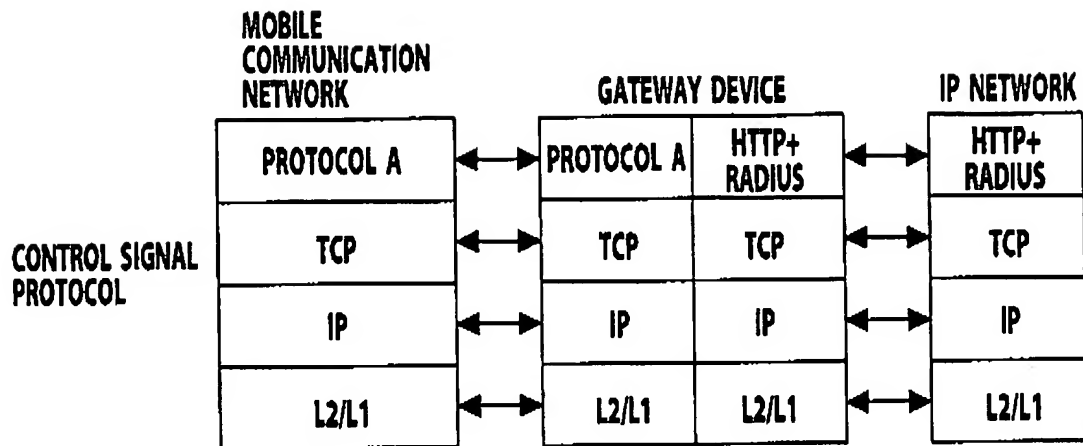 MOBILE
COMMUNICATION
NETWORK
GATEWAY DEVICE
IP NETWORK
PROTOCOL A
PROTOCOL A
HTTP+
RADIUS
HTTP+
RADIUS
CONTROL SIGNAL
PROTOCOL
TCP
TCP
TCP
TCP
IP
IP
IP
IP
L2/L1
L2/L1
L2/L1
L2/L1